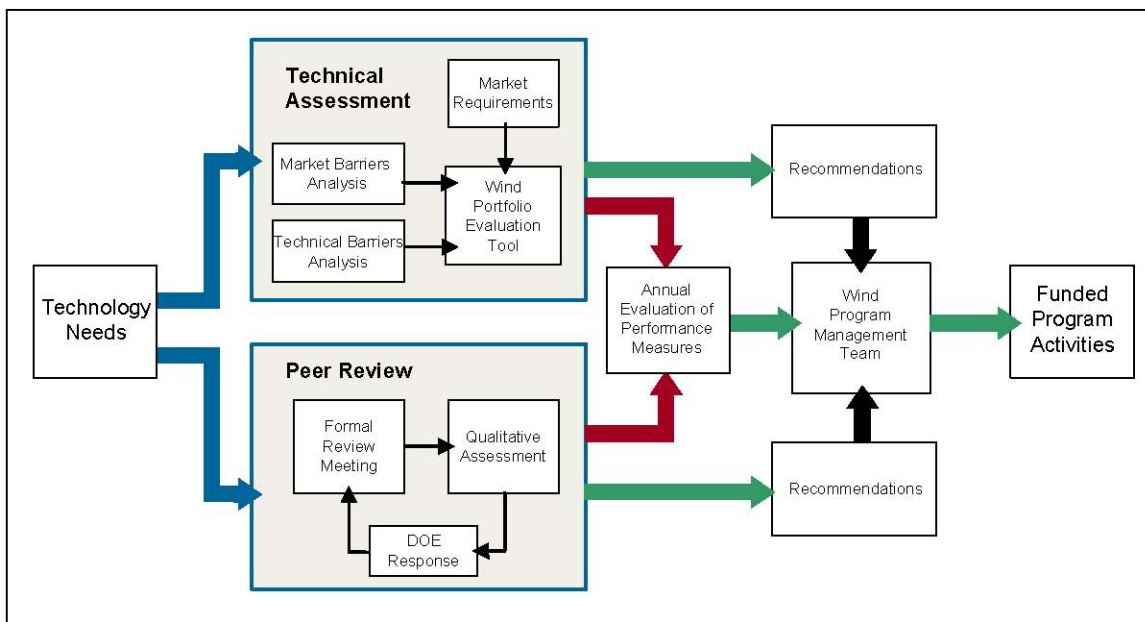 Technical
Assessment
Market
Requirements
Market Barriers
Analysis
Wind
Portfolio
Evaluation
Tool
Technical Barriers
Analysis
Recommendations
Technology
Needs
Annual
Evaluation of
Performance
Measures
Wind
Program
Management
Team
Funded
Program
Activities
Peer Review
Formal
Review
Meeting
Qualitative
Assessment
DOE
Response
Recommendations